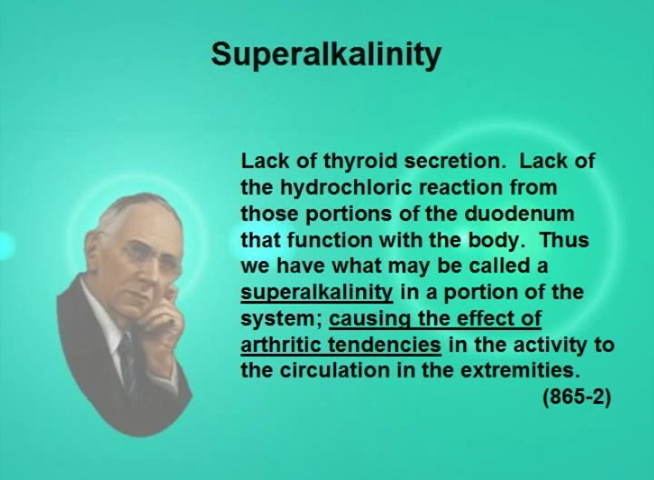 Superalkalinity
Lack of thyroid secretion.  Lack of
the hydrochloric reaction from
those portions of the duodenum
that function with the body.  Thus
we have what may be called a
superalkalinity in a portion of the
system; causing the effect of
arthritic tendencies in the activity to
the circulation in the extremities.
(865-2)